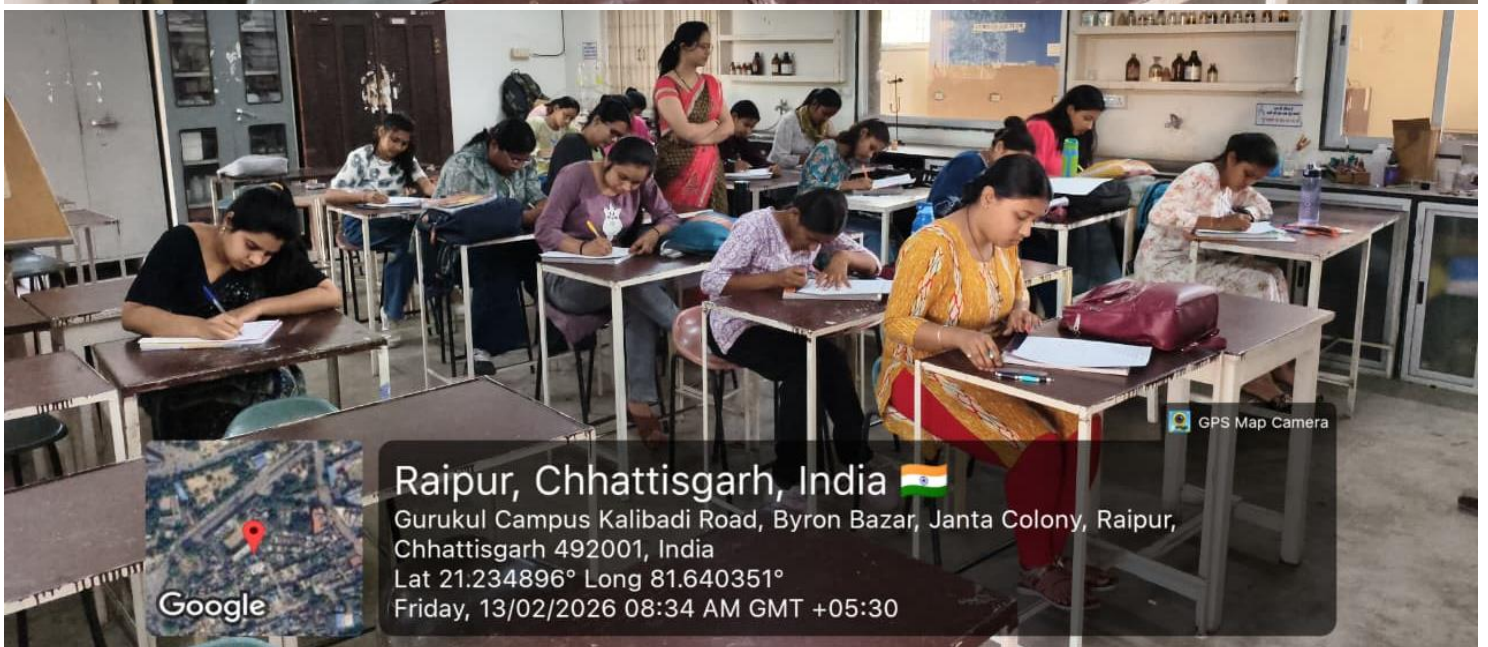 GPS Map Camera
Raipur, Chhattisgarh, India
Gurukul Campus Kalibadi Road, Byron Bazar, Janta Colony, Raipur,
Chhattisgarh 492001, India
Lat 21.234896° Long 81.640351°
Friday, 13/02/2026 08:34 AM GMT +05:30
Google